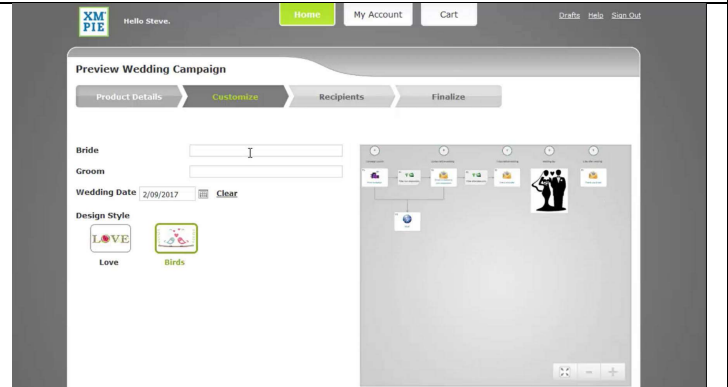 XM
PIE
Hello Steve.
Home
My Account
Cart
Drafts Help Sign Out
Preview Wedding Campaign
Product Details
Customize
Recipients
Finalize
Bride
Groom
Wedding Date 2/09/2017 Clear
Design Style
LOVE
Love
Birds